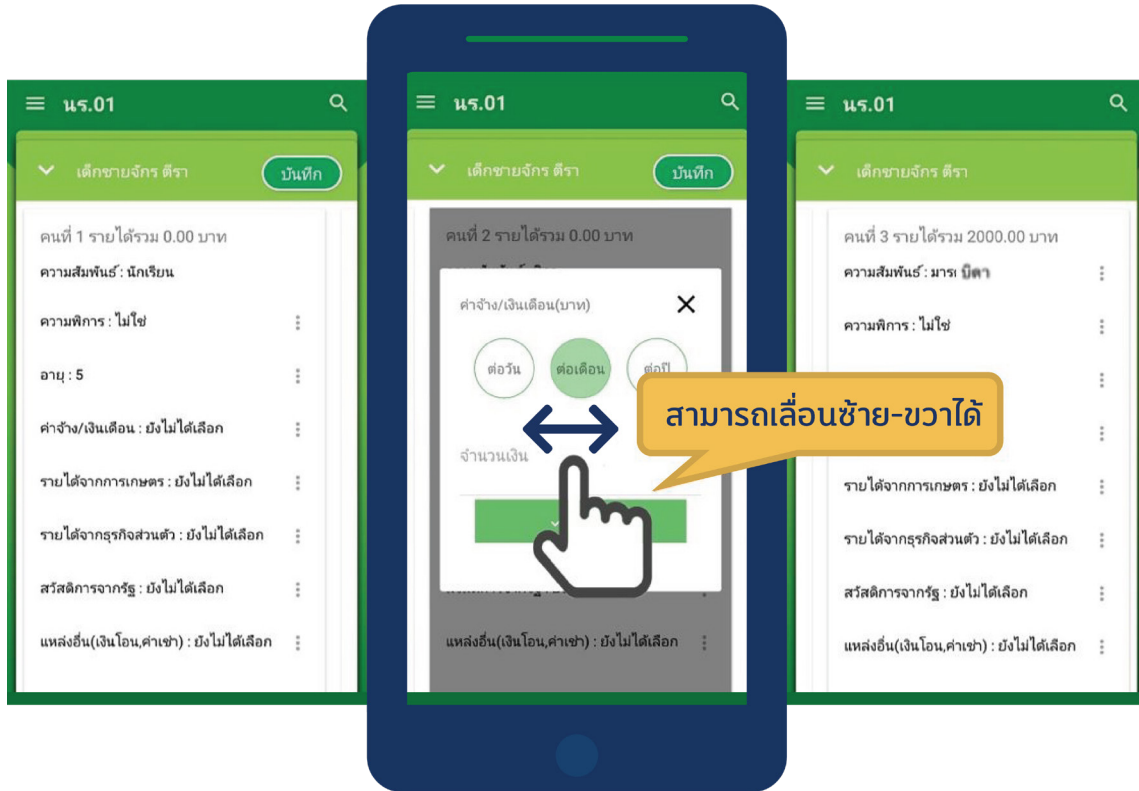 นร.01
เด็กชายจักร ตีรา
บันทึก
คนที่ 1 รายได้รวม 0.00 บาท
ความสัมพันธ์ : นักเรียน
ความพิการ : ไม่ใช่
อายุ : 5
ค่าจ้าง/เงินเดือน : ยังไม่ได้เลือก
รายได้จากการเกษตร : ยังไม่ได้เลือก
รายได้จากธุรกิจส่วนตัว : ยังไม่ได้เลือก
สวัสดิการจากรัฐ : ยังไม่ได้เลือก
แหล่งอื่น(เงินโอน,ค่าเช่า) : ยังไม่ได้เลือก
นร.01
เด็กชายจักร ตีรา
บันทึก
คนที่ 2 รายได้รวม 0.00 บาท
ค่าจ้าง/เงินเดือน(บาท)
ต่อวัน
ต่อเดือน
ต่อปี
จำนวนเงิน
แหล่งอื่น(เงินโอน,ค่าเช่า) : ยังไม่ได้เลือก
สามารถเลื่อนซ้าย-ขวาได้
นร.01
เด็กชายจักร ตีรา
คนที่ 3 รายได้รวม 2000.00 บาท
ความสัมพันธ์ : มาร บิดา
ความพิการ : ไม่ใช่
รายได้จากการเกษตร : ยังไม่ได้เลือก
รายได้จากธุรกิจส่วนตัว : ยังไม่ได้เลือก
สวัสดิการจากรัฐ : ยังไม่ได้เลือก
แหล่งอื่น(เงินโอน,ค่าเช่า) : ยังไม่ได้เลือก